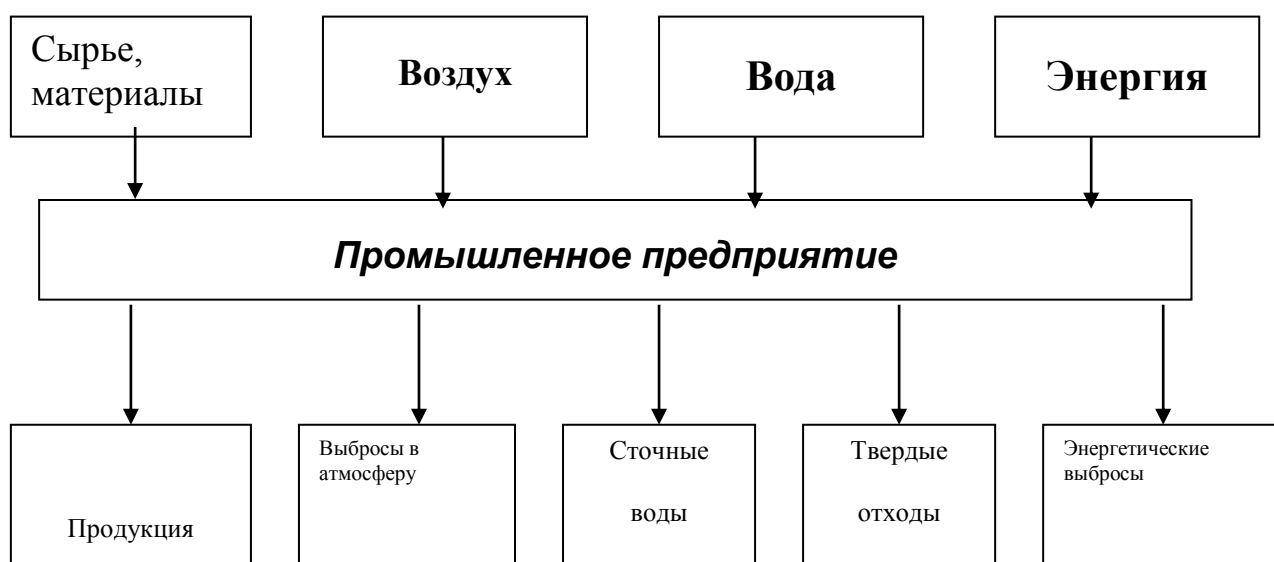 Сырье,
материалы
Воздух
Вода
Энергия
Промышленное предприятие
Продукция
Выбросы в
атмосферу
Сточные
воды
Твердые
отходы
Энергетические
выбросы